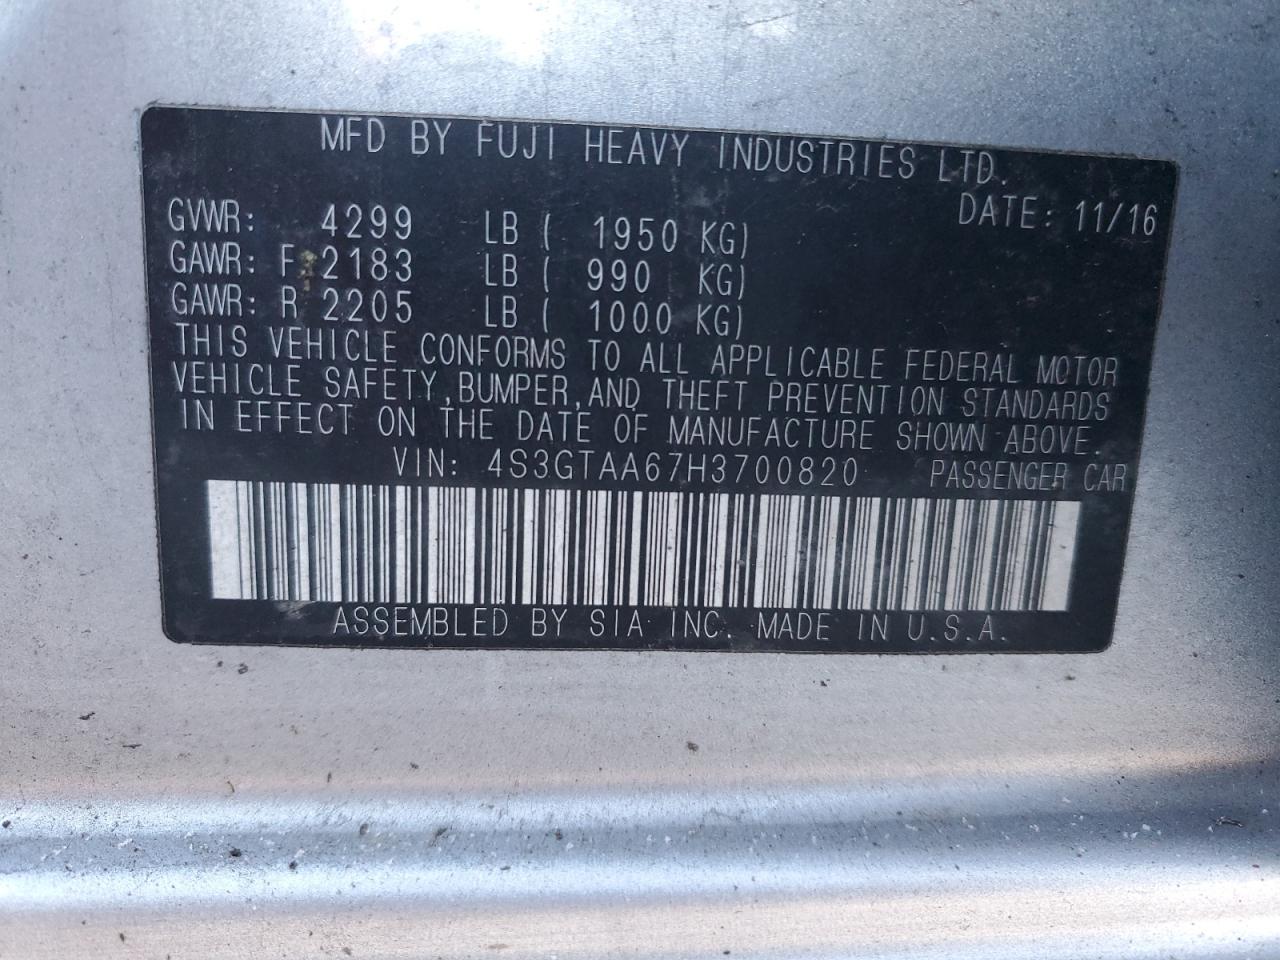 MFD BY FUJI HEAVY INDUSTRIES LTD.
DATE: 11/16
GVWR: 4299 LB ( 1950 KG)
GAWR: F 2183 LB ( 990 KG)
GAWR: R 2205 LB ( 1000 KG)
THIS VEHICLE CONFORMS TO ALL APPLICABLE FEDERAL MOTOR
VEHICLE SAFETY, BUMPER, AND THEFT PREVENTION STANDARDS
IN EFFECT ON THE DATE OF MANUFACTURE SHOWN ABOVE.
VIN: 4S3GTAA67H3700820 PASSENGER CAR
ASSEMBLED BY SIA INC. MADE IN U.S.A.